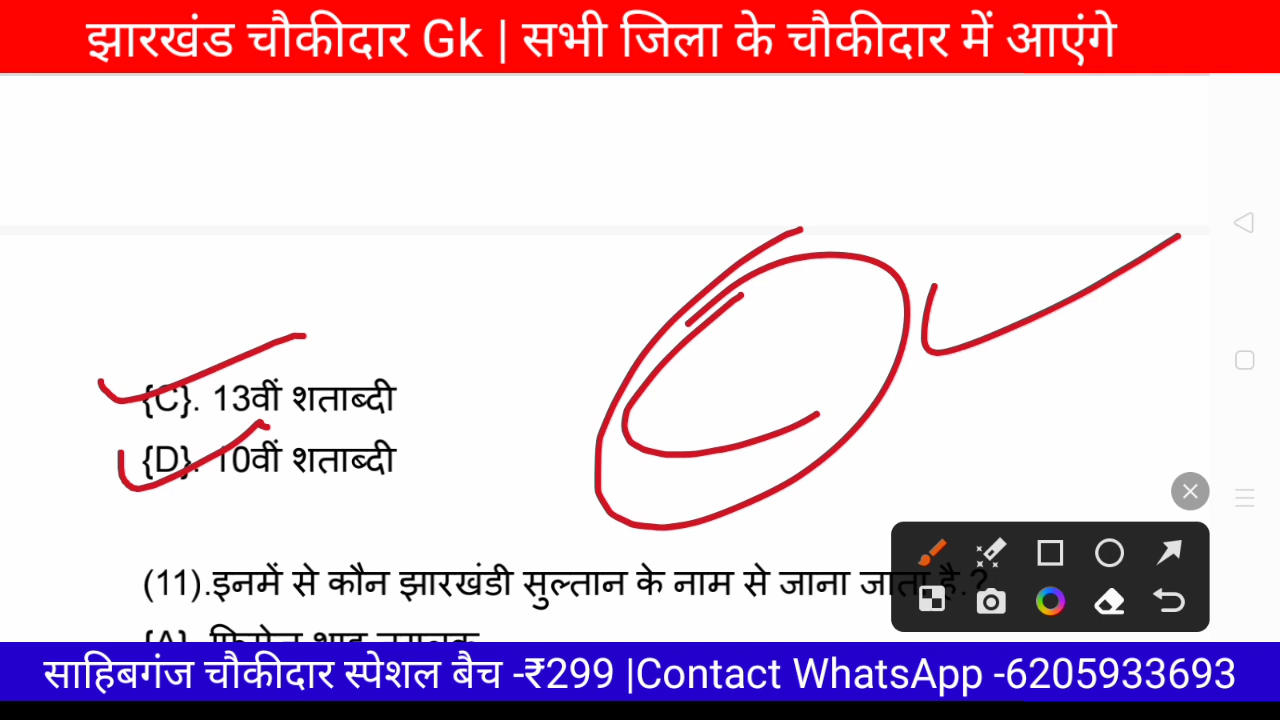 झारखंड चौकीदार Gk | सभी जिला के चौकीदार में आएंगे
{C}. 13वीं शताब्दी
{D}. 10वीं शताब्दी
(11).इनमें से कौन झारखंडी सुल्तान के नाम से जाना जाता है.?
साहिबगंज चौकीदार स्पेशल बैच -₹299 |Contact WhatsApp -6205933693